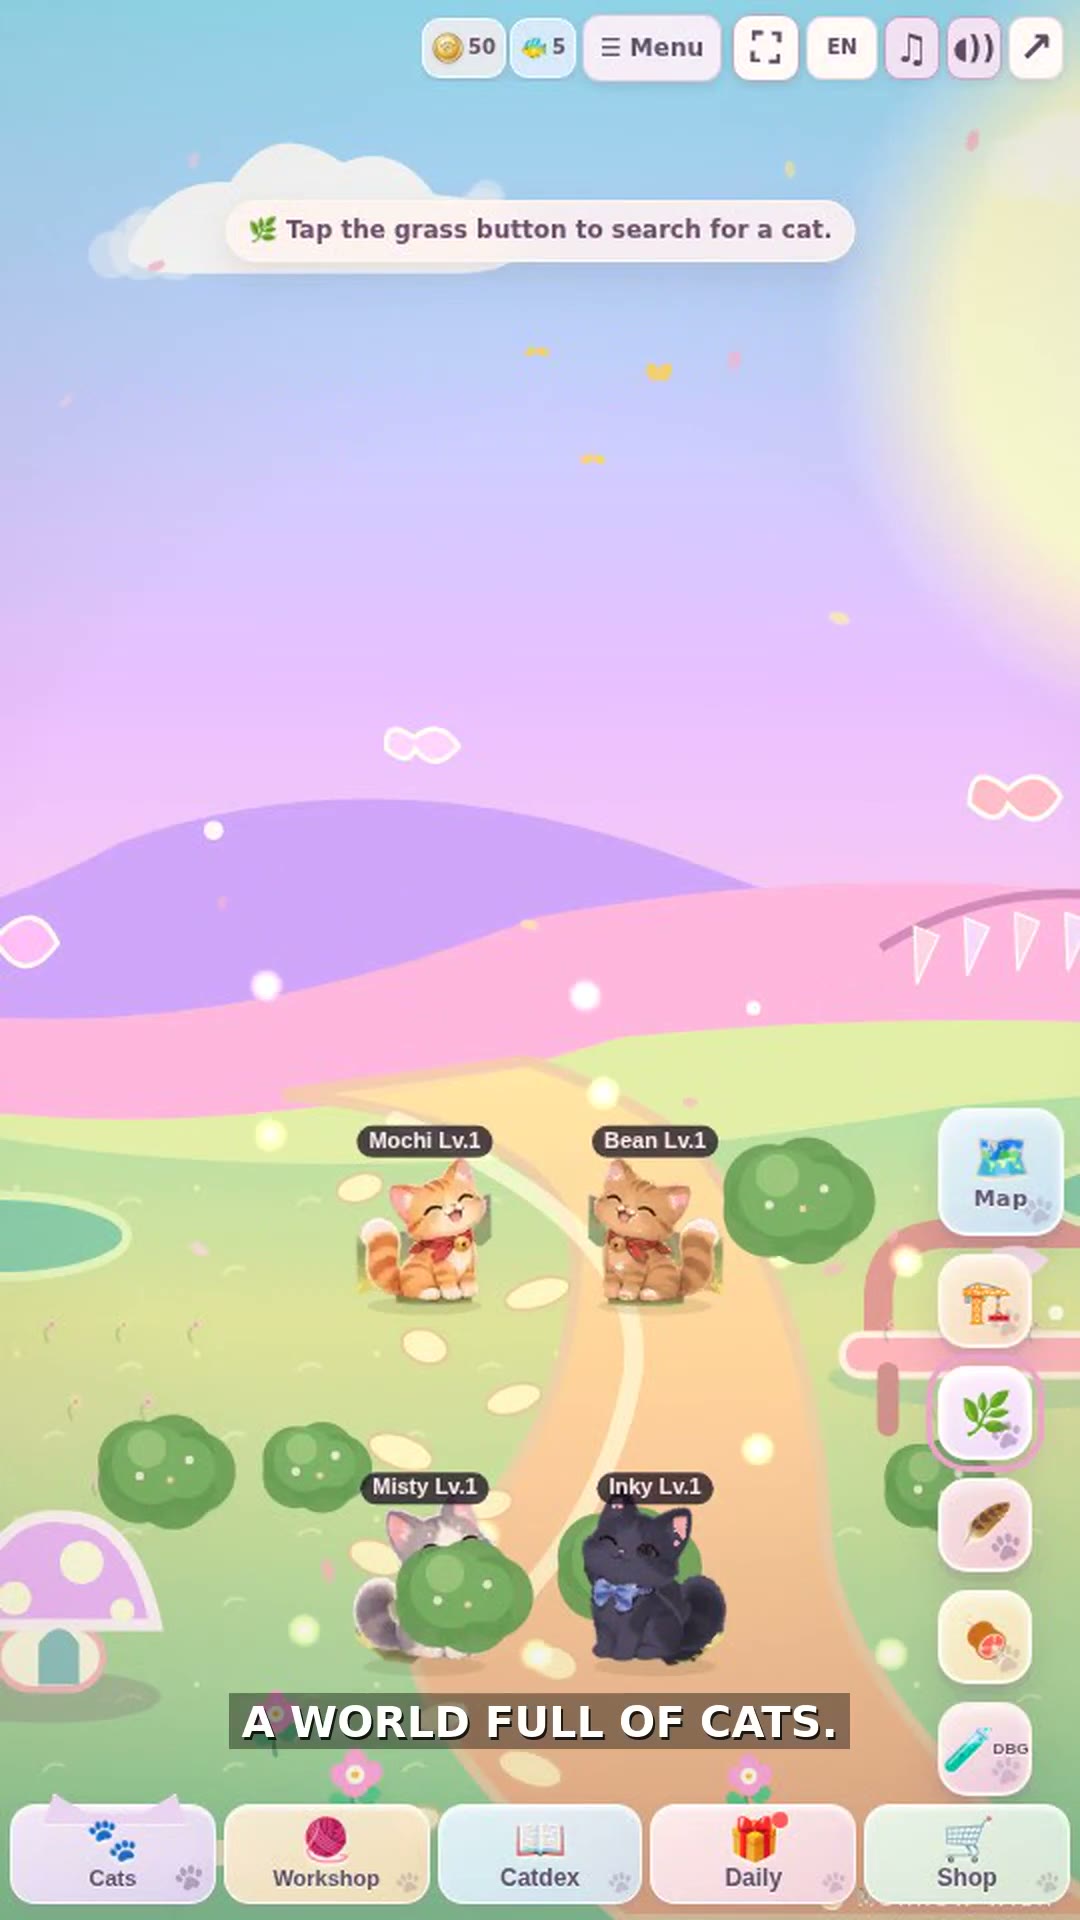 50
5
☰ Menu
EN
Tap the grass button to search for a cat.
Mochi Lv.1
Bean Lv.1
Map
Misty Lv.1
Inky Lv.1
A WORLD FULL OF CATS.
DBG
Cats
Workshop
Catdex
Daily
Shop